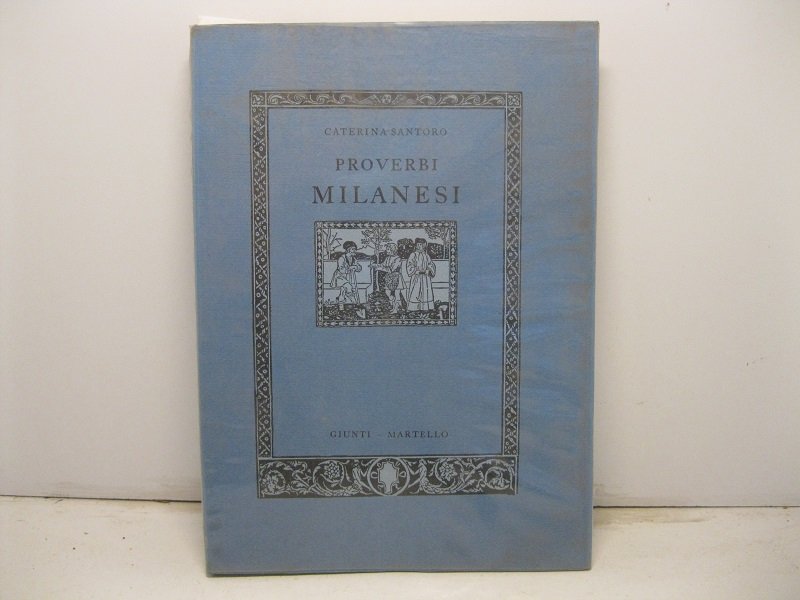 CATERINA SANTORO
PROVERBI
MILANESI
GIUNTI - MARTELLO